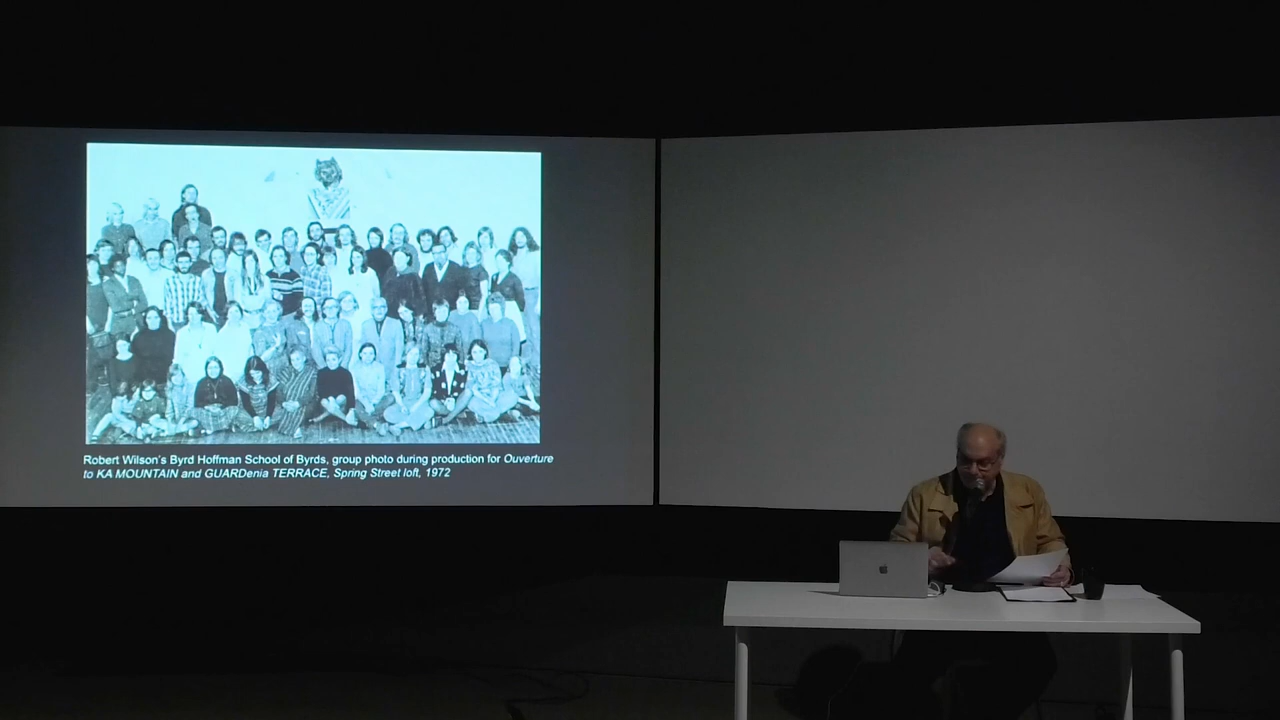 Robert Wilson's Byrd Hoffman School of Byrds, group photo during production for Ouverture
to KA MOUNTAIN and GUARDenia TERRACE, Spring Street loft, 1972